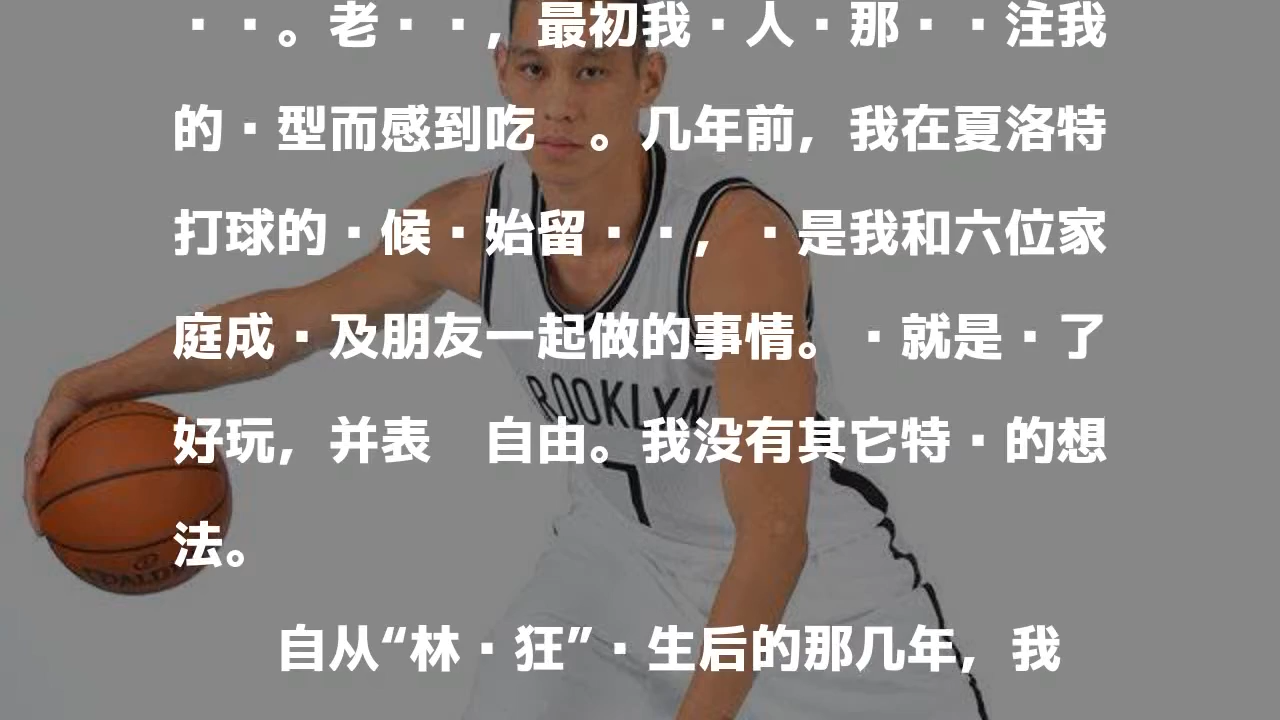 ··。老··，最初我·人·那··注我
的·型而感到吃　。几年前，我在夏洛特
打球的·候·始留··，·是我和六位家
庭成·及朋友一起做的事情。·就是·了
好玩，并表　自由。我没有其它特·的想
法。
自从“林·狂”·生后的那几年，我
BROOKLYN
7
SPALDING